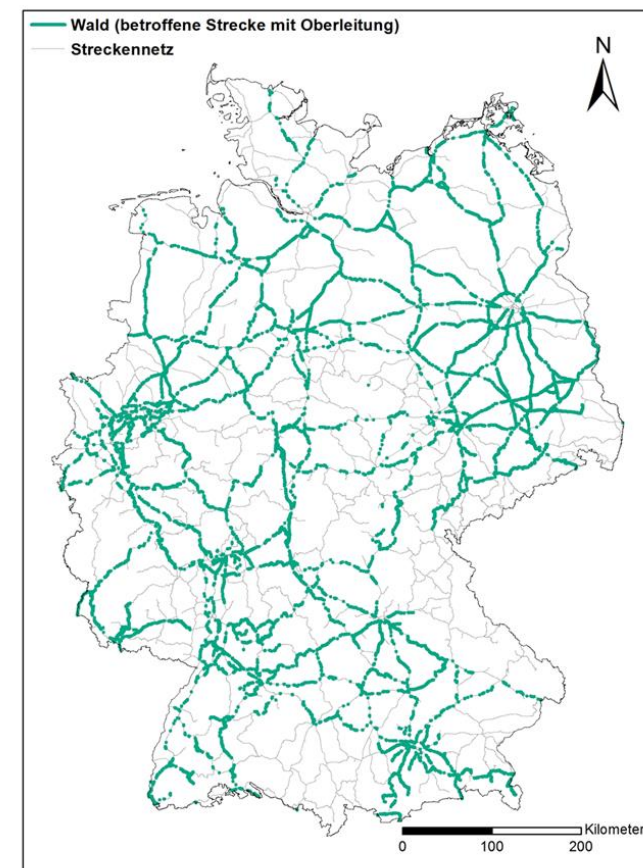 Wald (betroffene Strecke mit Oberleitung)
Streckennetz
N
Kilometer
0 100 200